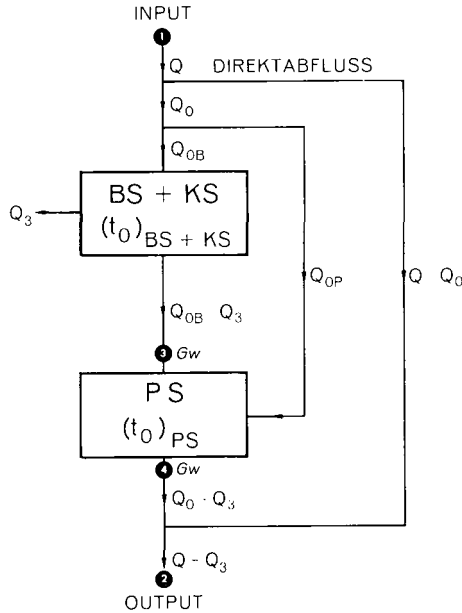 INPUT
1
Q DIREKTABFLUSS
Q0
Q0B
BS + KS
(t0)BS + KS
Q3
Q0P
Q Q0
Q0B Q3
3 Gw
PS
(t0)PS
4 Gw
Q0 - Q3
Q - Q3
2
OUTPUT